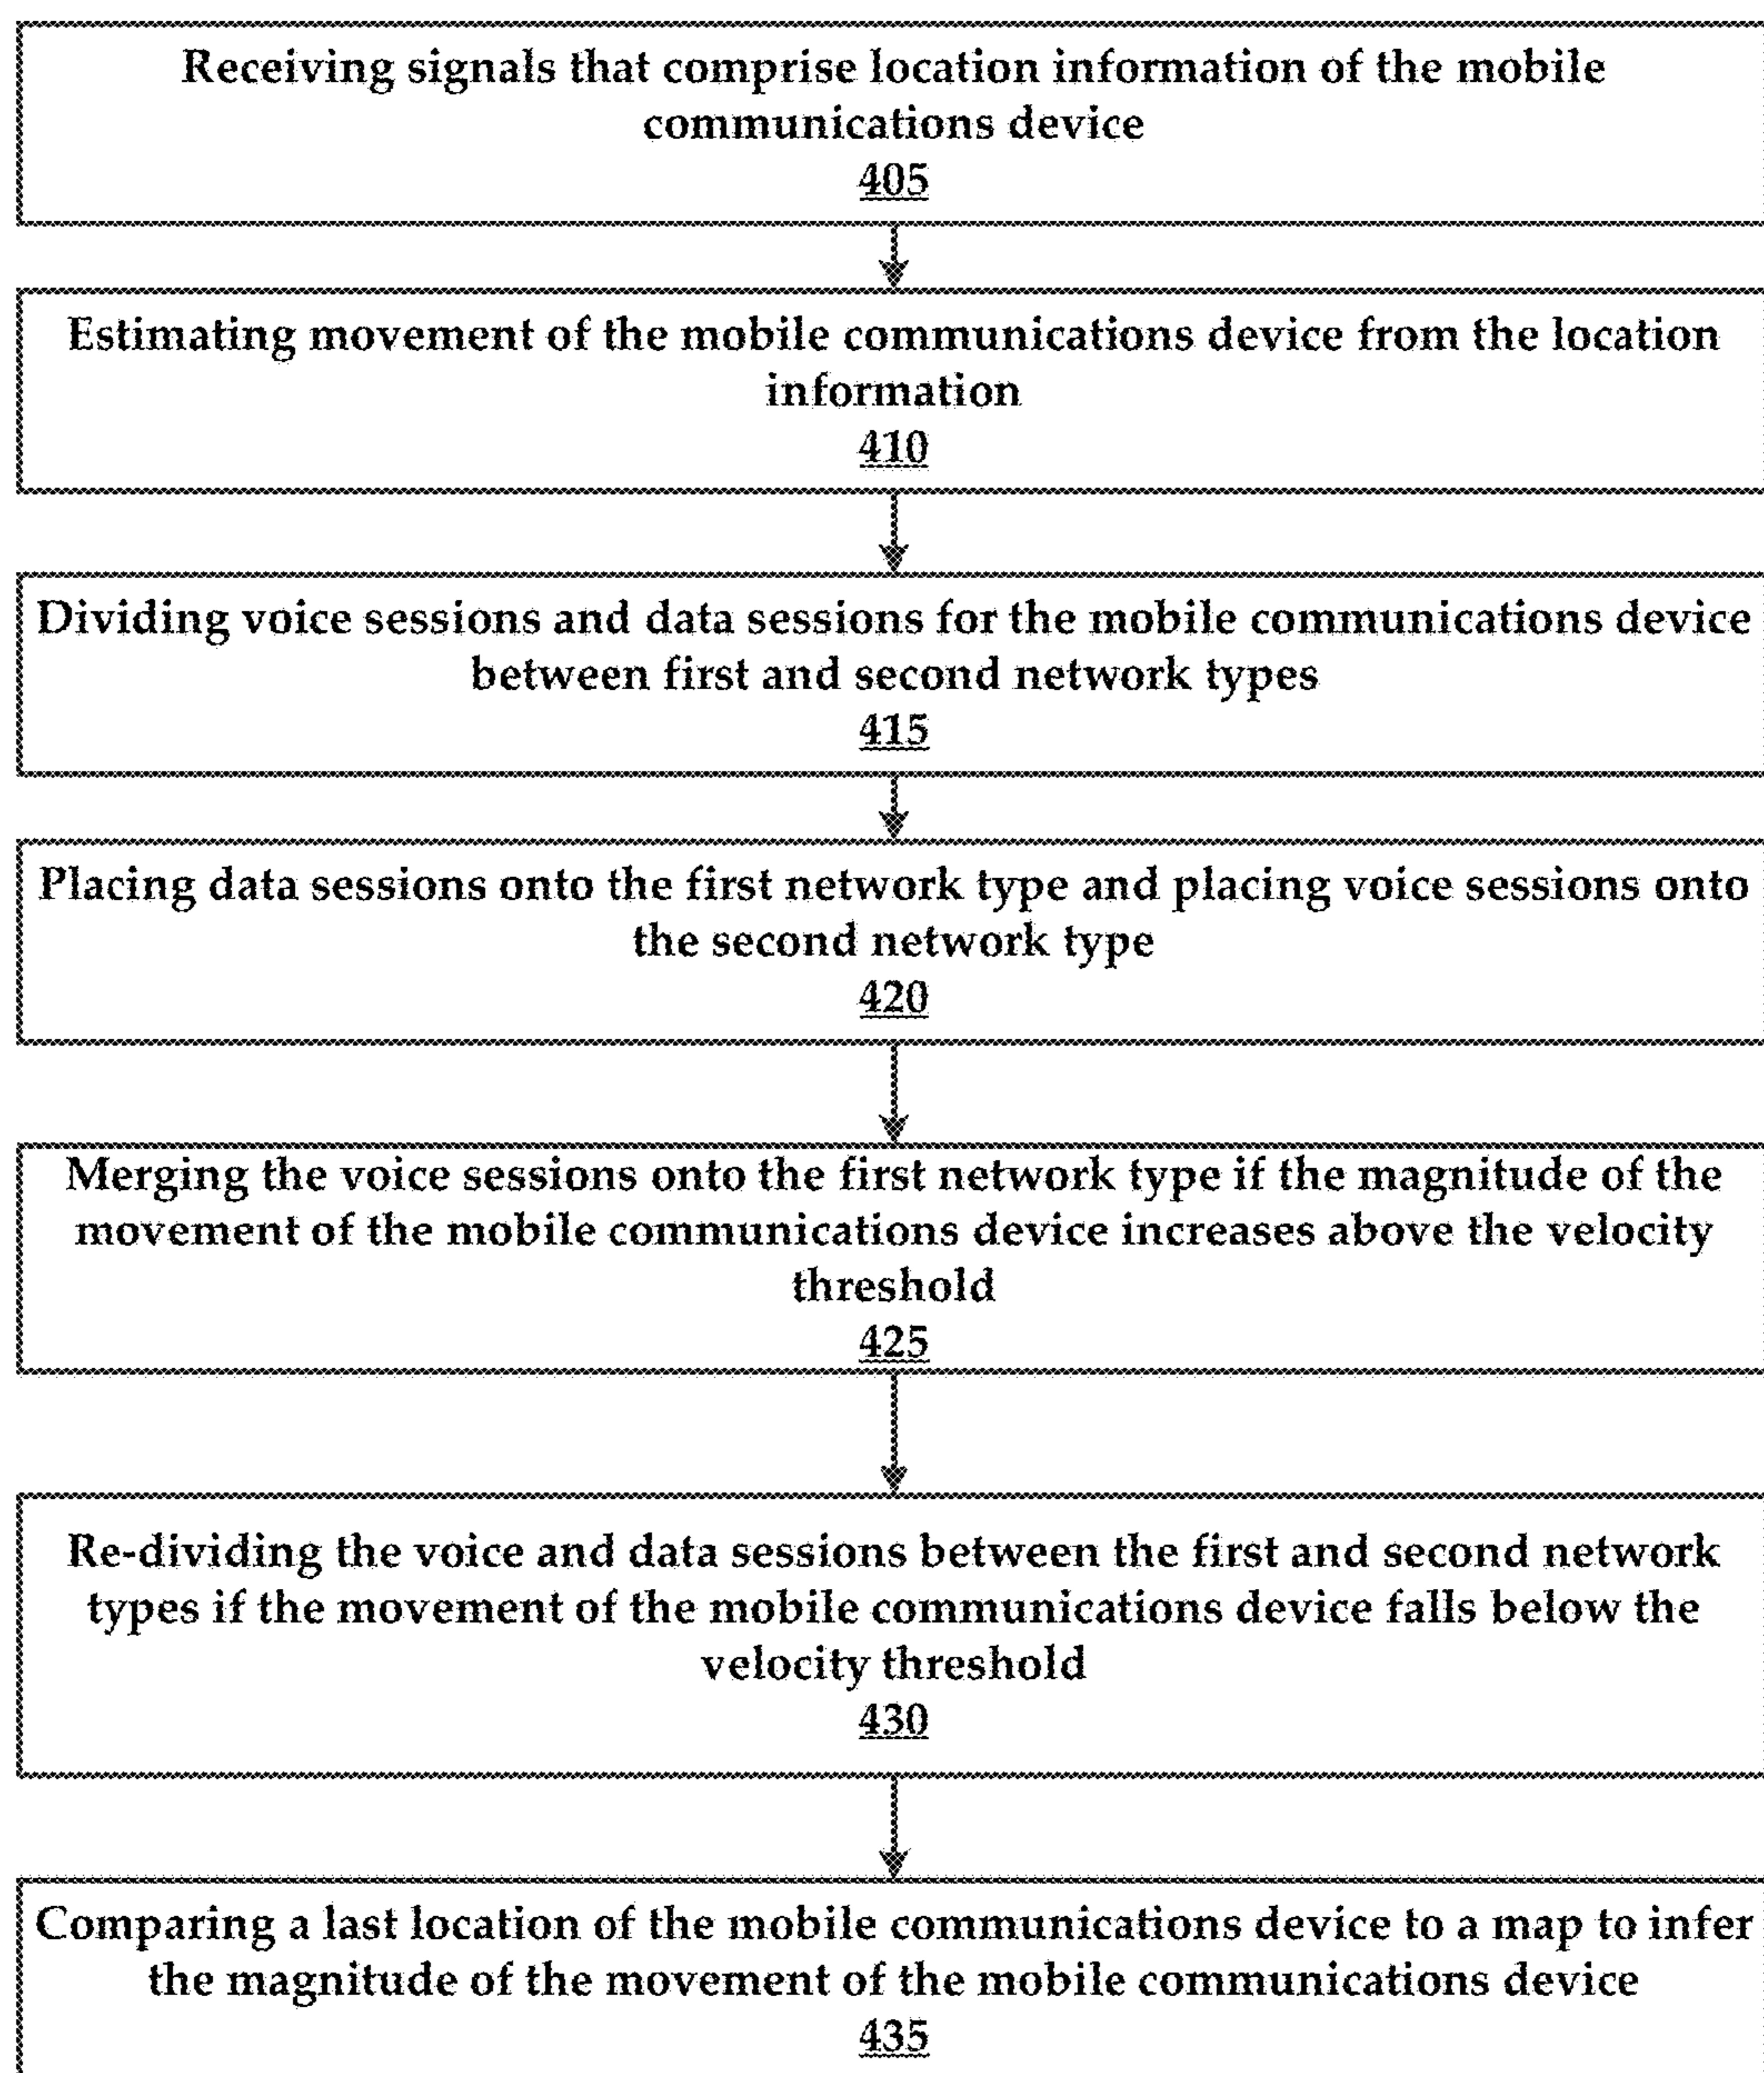 Receiving signals that comprise location information of the mobile
communications device
405
Estimating movement of the mobile communications device from the location
information
410
Dividing voice sessions and data sessions for the mobile communications device
between first and second network types
415
Placing data sessions onto the first network type and placing voice sessions onto
the second network type
420
Merging the voice sessions onto the first network type if the magnitude of the
movement of the mobile communications device increases above the velocity
threshold
425
Re-dividing the voice and data sessions between the first and second network
types if the movement of the mobile communications device falls below the
velocity threshold
430
Comparing a last location of the mobile communications device to a map to infer
the magnitude of the movement of the mobile communications device
435